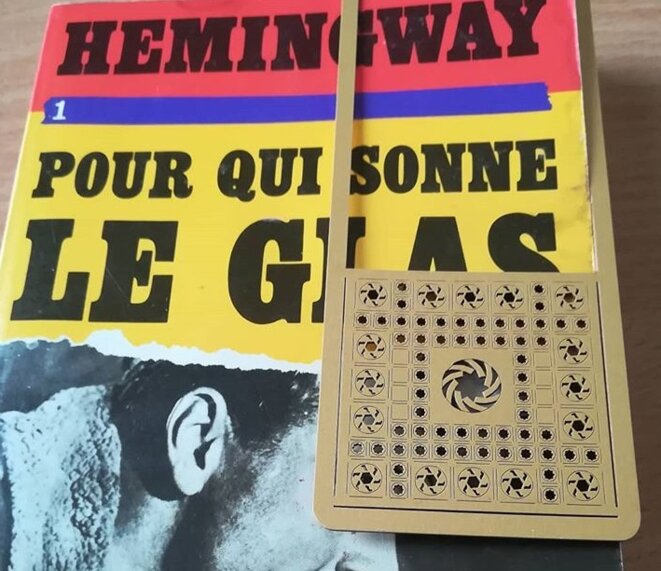 HEMINGWAY
1
POUR QUI SONNE
LE GLAS